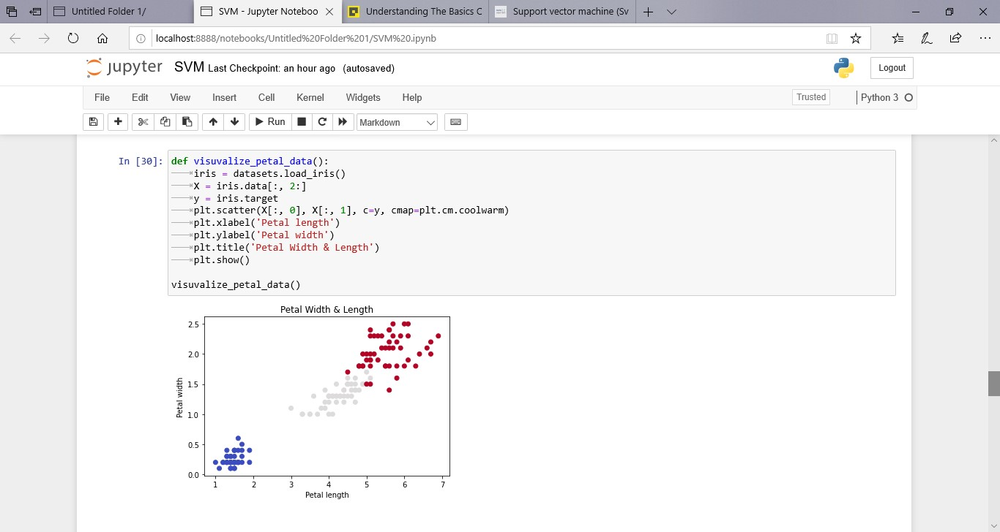 Untitled Folder 1/
SVM - Jupyter Noteboo
Understanding The Basics C
Support vector machine (Sv
localhost:8888/notebooks/Untitled%20Folder%201/SVM%20.ipynb
jupyter SVM Last Checkpoint: an hour ago (autosaved)
Logout
File Edit View Insert Cell Kernel Widgets Help
Trusted
Python 3
Run
Markdown
In [30]: def visuvalize_petal_data():
iris = datasets.load_iris()
X = iris.data[:, 2:]
y = iris.target
plt.scatter(X[:, 0], X[:, 1], c=y, cmap=plt.cm.coolwarm)
plt.xlabel('Petal length')
plt.ylabel('Petal width')
plt.title('Petal Width & Length')
plt.show()
visuvalize_petal_data()
Petal Width & Length
2.5
2.0
1.5
1.0
0.5
0.0
Petal width
1 2 3 4 5 6 7
Petal length